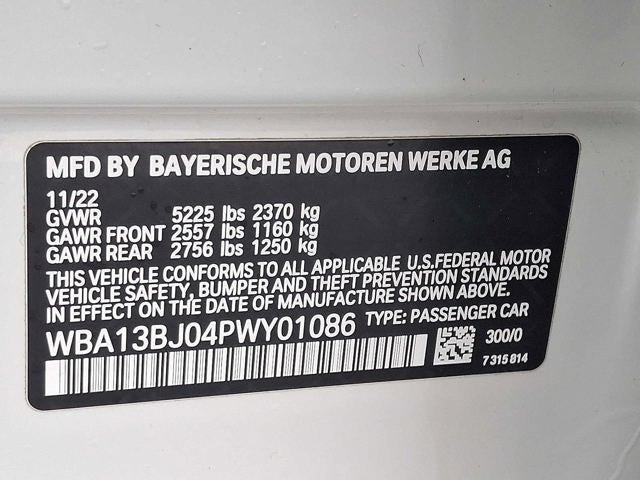 MFD BY BAYERISCHE MOTOREN WERKE AG
11/22
GVWR 5225 lbs 2370 kg
GAWR FRONT 2557 lbs 1160 kg
GAWR REAR 2756 lbs 1250 kg
THIS VEHICLE CONFORMS TO ALL APPLICABLE U.S.FEDERAL MOTOR
VEHICLE SAFETY, BUMPER AND THEFT PREVENTION STANDARDS
IN EFFECT ON THE DATE OF MANUFACTURE SHOWN ABOVE.
WBA13BJ04PWY01086 TYPE: PASSENGER CAR
300/0
7 315 814